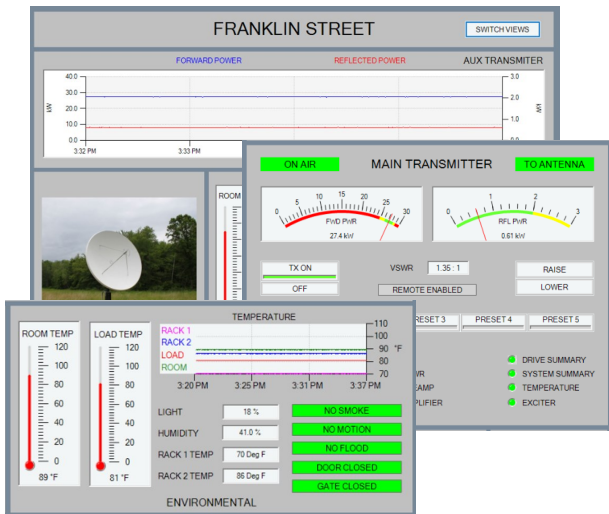 FRANKLIN STREET
SWITCH VIEWS
FORWARD POWER REFLECTED POWER AUX TRANSMITER
40.0 3.0
30.0
20.0 2.0
kW kW
10.0 1.0
0.0 0.0
3:32 PM 3:33 PM
ROOM
ON AIR MAIN TRANSMITTER TO ANTENNA
0 5 10 15 20 25 30
FWD PWR
27.4 kW
0 1 2 3
RFL PWR
0.61 kW
TX ON VSWR 1.35 : 1 RAISE
OFF REMOTE ENABLED LOWER
PRESET 4 PRESET 5
DRIVE SUMMARY
SYSTEM SUMMARY
TEMPERATURE
EXCITER
ROOM TEMP
120
100
80
60
40
20
0
89 °F
LOAD TEMP
120
100
80
60
40
20
0
81 °F
TEMPERATURE
RACK 1
RACK 2
LOAD
ROOM
110
100
90 °F
80
70
3:20 PM 3:25 PM 3:31 PM 3:37 PM
LIGHT 18 % NO SMOKE
HUMIDITY 41.0 % NO MOTION
NO FLOOD
RACK 1 TEMP 70 Deg F
DOOR CLOSED
RACK 2 TEMP 86 Deg F
GATE CLOSED
ENVIRONMENTAL